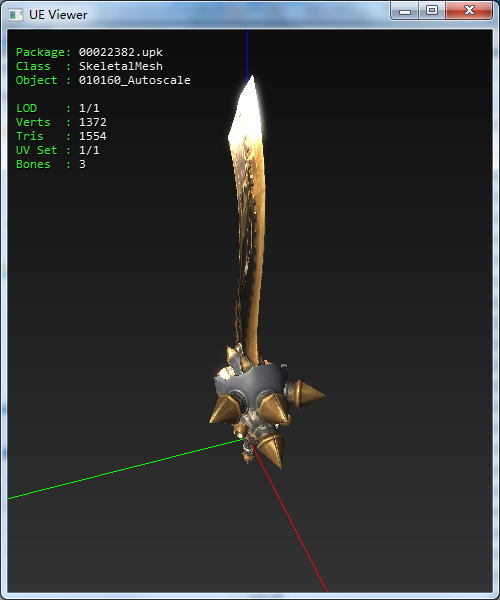 UE Viewer
Package: 00022382.upk
Class : SkeletalMesh
Object : 010160_Autoscale
LOD : 1/1
Verts : 1372
Tris : 1554
UV Set : 1/1
Bones : 3